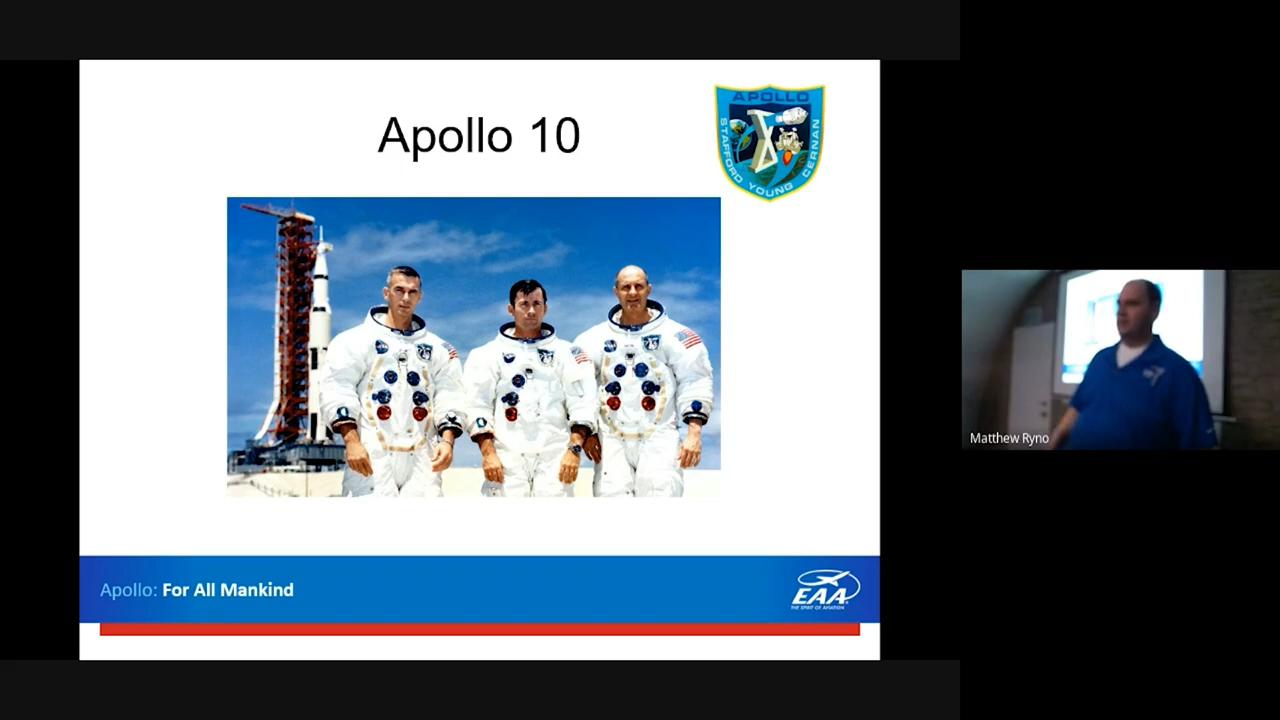 Apollo 10
APOLLO
STAFFORD YOUNG CERNAN
Apollo: For All Mankind
EAA
THE SPIRIT OF AVIATION
Matthew Ryno